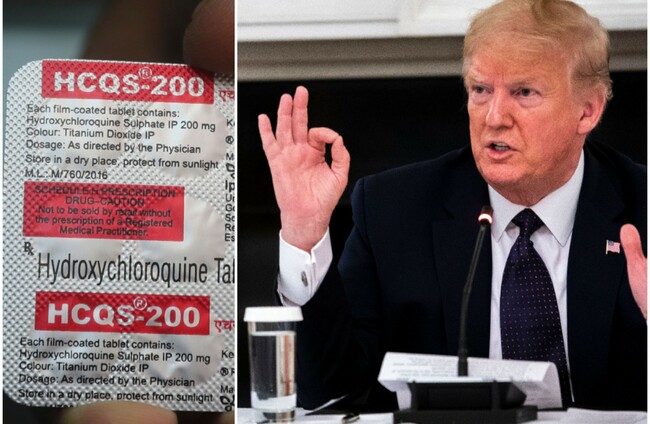 HCQS®-200
Each film-coated tablet contains:
Hydroxychloroquine Sulphate IP 200 mg
Colour: Titanium Dioxide IP
Dosage: As directed by the Physician
Store in a dry place, protect from sunlight
M.L.: M/760/2016
SCHEDULE H PRESCRIPTION
DRUG-CAUTION
Not to be sold by retail without
the prescription of a Registered
Medical Practitioner.
Rx
Hydroxychloroquine Ta
HCQS®-200
Each film-coated tablet contains:
Hydroxychloroquine Sulphate IP 200 mg
Colour: Titanium Dioxide IP
Dosage: As directed by the Physician
Store in a dry place, protect from sunlight